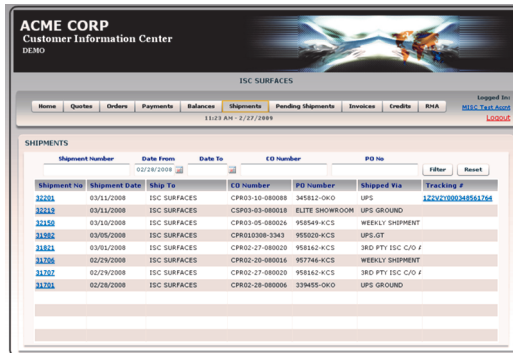 ACME CORP
Customer Information Center
DEMO
ISC SURFACES
Logged In:
Home Quotes Orders Payments Balances Shipments Pending Shipments Invoices Credits RMA MISC Test Accnt
11:23 AM - 2/27/2009 Logout
SHIPMENTS
Shipment Number Date From Date To CO Number PO No
02/28/2008 Filter Reset
Shipment No Shipment Date Ship To CO Number PO Number Shipped Via Tracking #
32201 03/11/2008 ISC SURFACES CPR03-10-080088 345812-OKO UPS 1Z2V2Y000348561764
32219 03/11/2008 ISC SURFACES CSP03-03-080018 ELITE SHOWROOM UPS GROUND
32150 03/10/2008 ISC SURFACES CPR03-05-080026 958549-KCS WEEKLY SHIPMENT
31982 03/05/2008 ISC SURFACES CPR010308-3343 955020-KCS UPS.GT
31821 03/01/2008 ISC SURFACES CPR02-27-080020 958162-KCS 3RD PTY ISC C/O
31706 02/29/2008 ISC SURFACES CPR02-20-080016 957746-KCS WEEKLY SHIPMENT
31707 02/29/2008 ISC SURFACES CPR02-27-080020 958162-KCS 3RD PTY ISC C/O
31701 02/28/2008 ISC SURFACES CPR02-28-080006 339455-OKO UPS GROUND